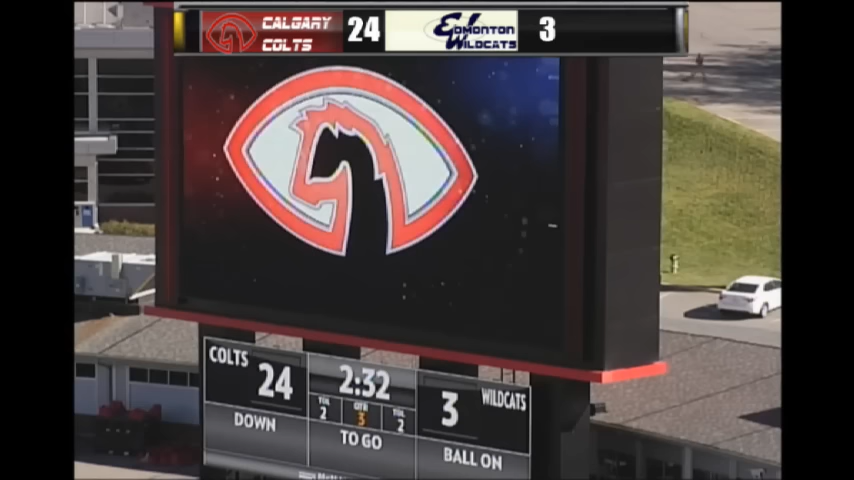 CALGARY
COLTS
24
EDMONTON
WILDCATS
3
COLTS
24
2:32
TOL
2
QTR
3
TOL
2
3
WILDCATS
DOWN
TO GO
BALL ON